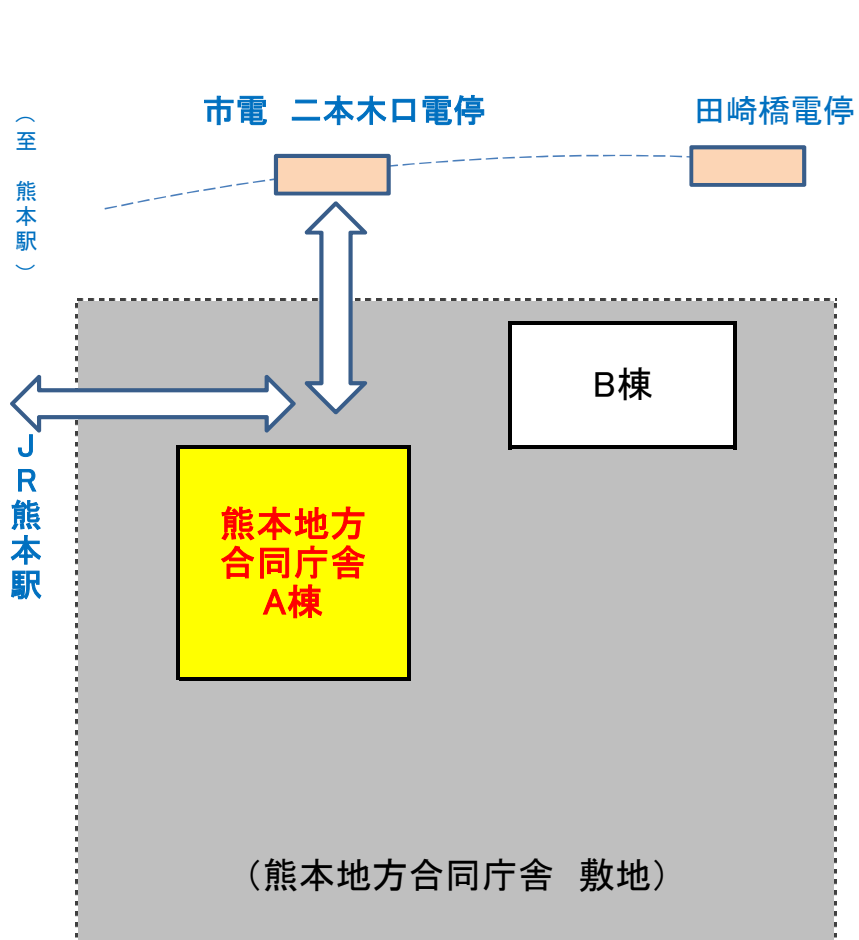 市電　二本木口電停
田崎橋電停
（至　熊本駅）
B棟
JR熊本駅
熊本地方
合同庁舎
A棟
（熊本地方合同庁舎　敷地）